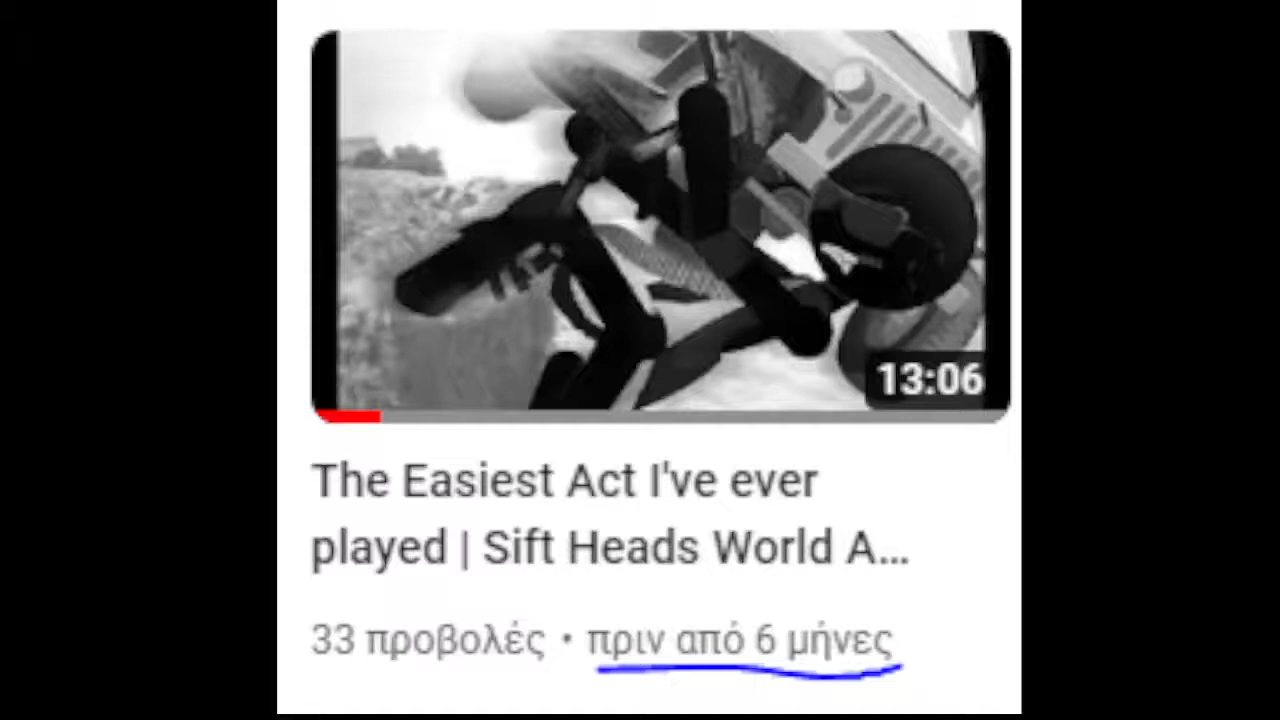 13:06
The Easiest Act I've ever
played | Sift Heads World A...
33 προβολές • πριν από 6 μήνες